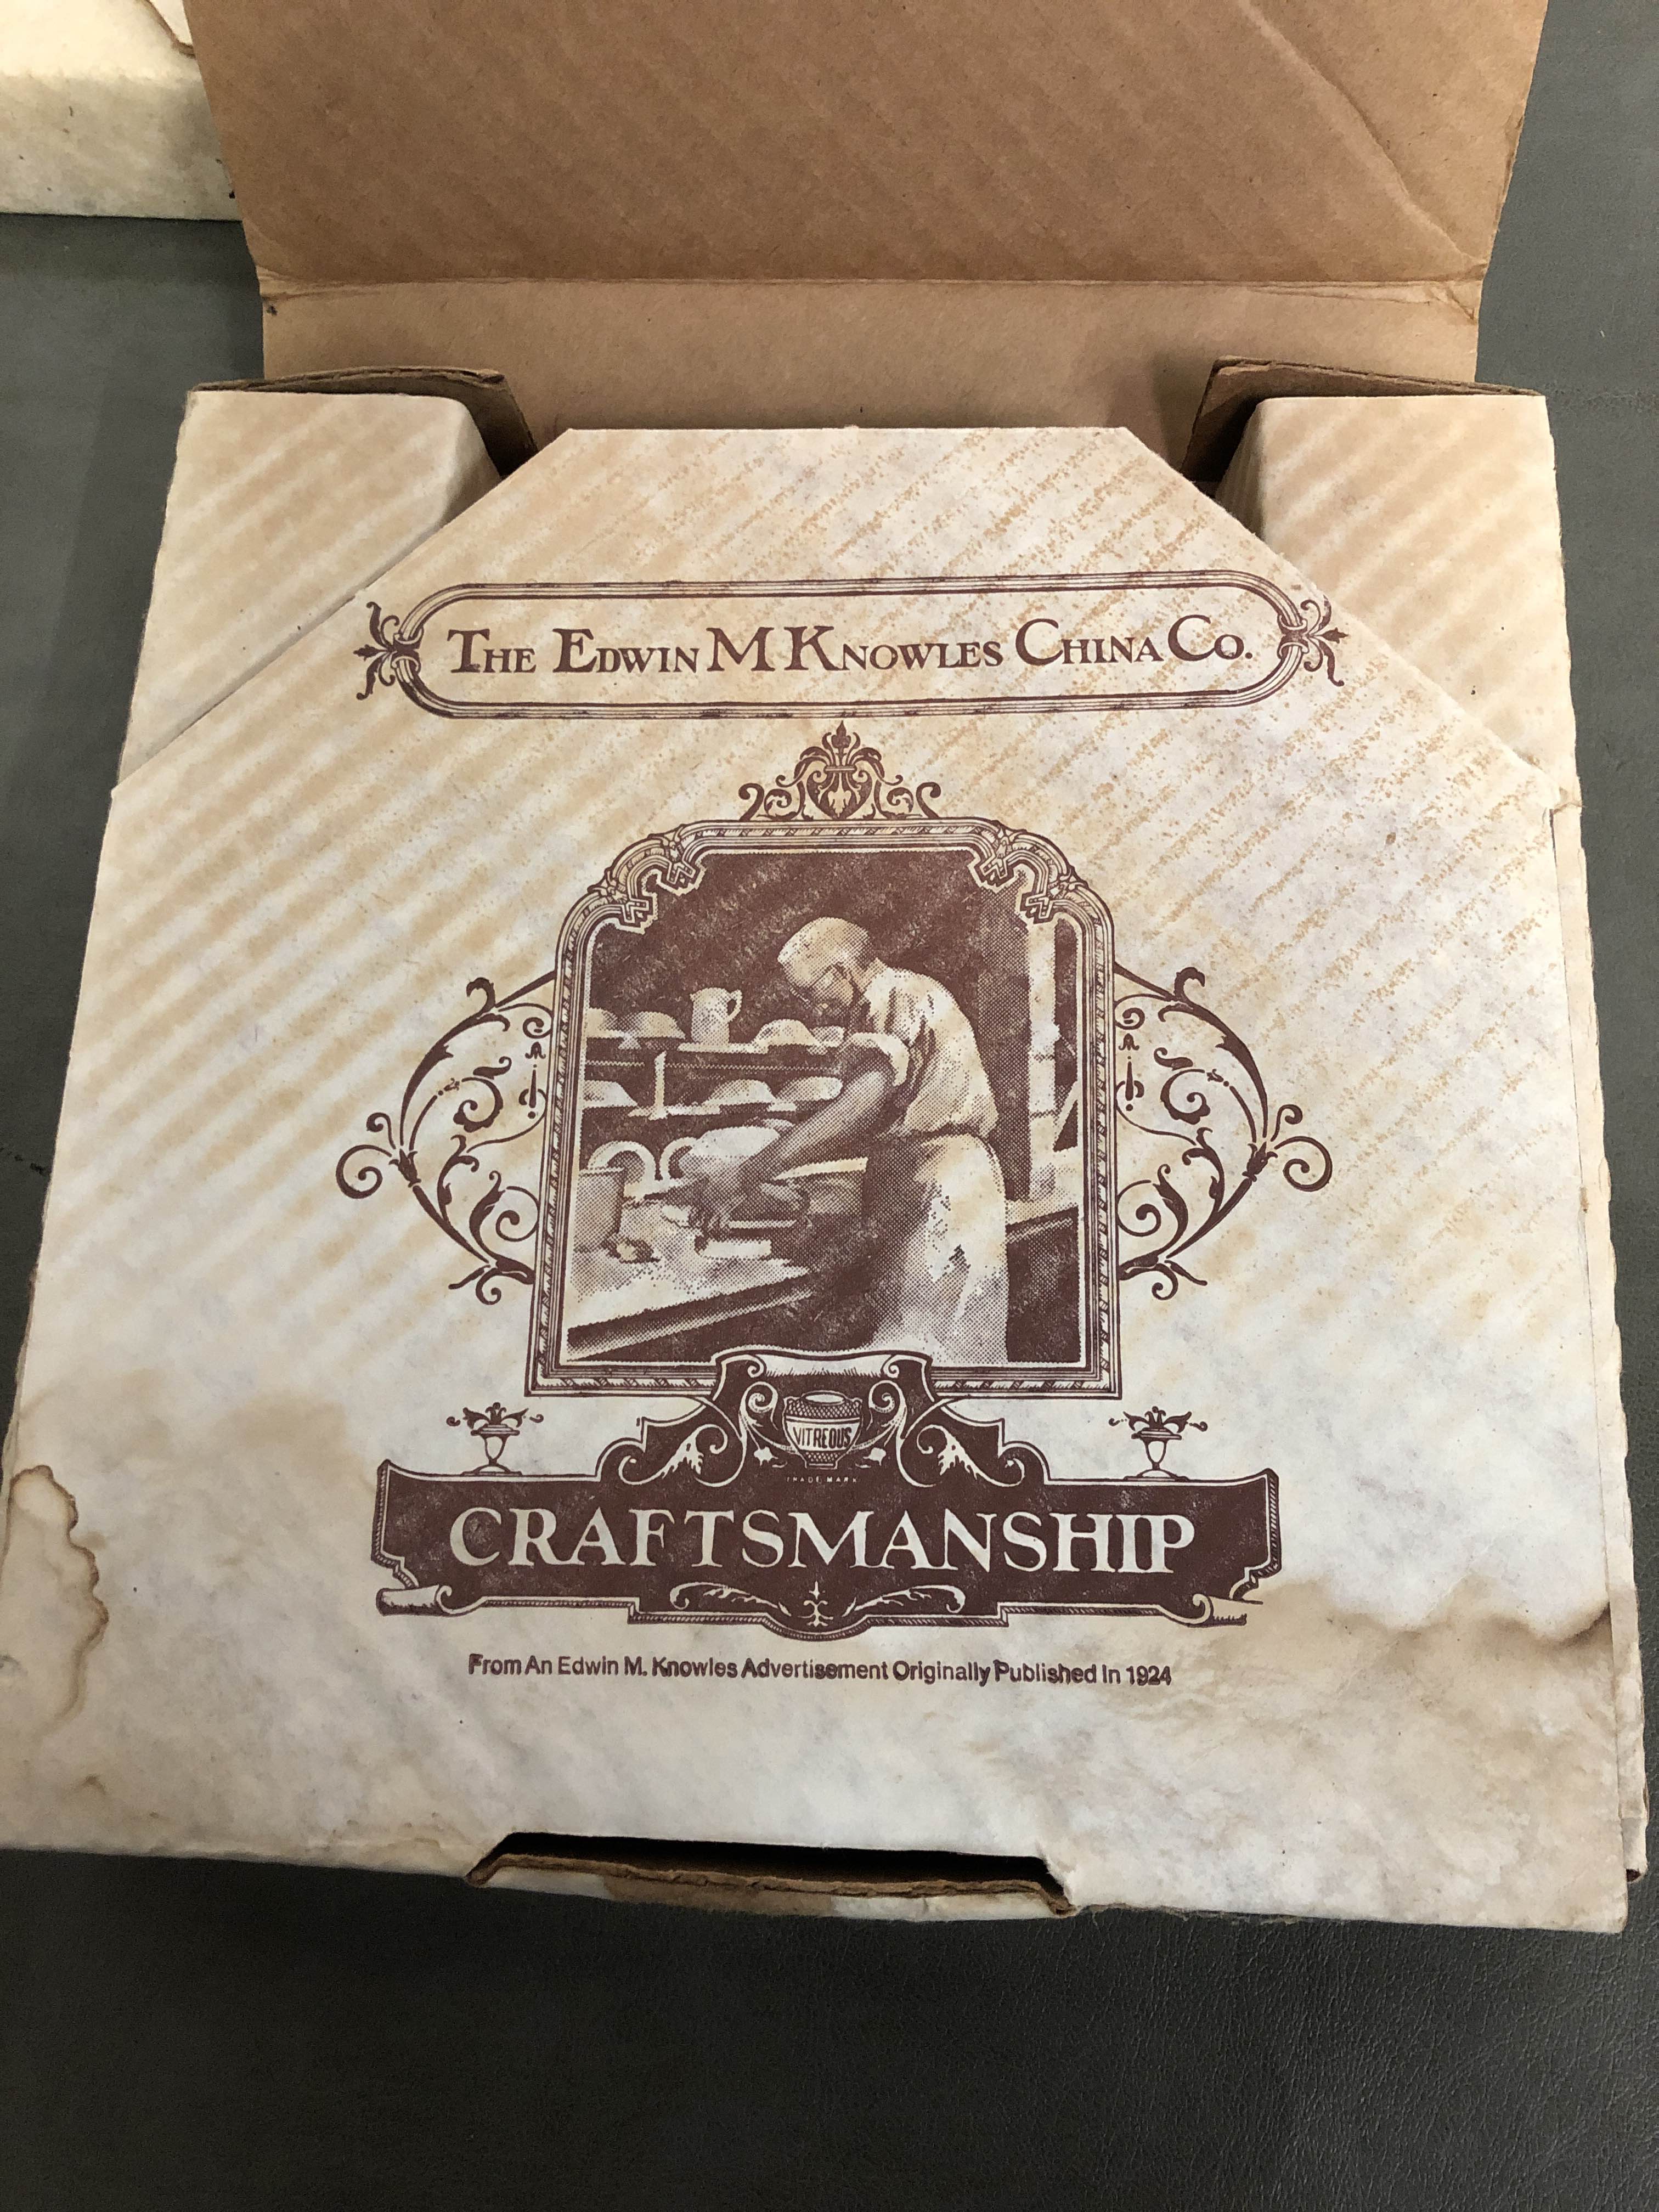 THE EDWIN M KNOWLES CHINA CO.
VITREOUS
TRADE MARK
CRAFTSMANSHIP
From An Edwin M. Knowles Advertisement Originally Published In 1924